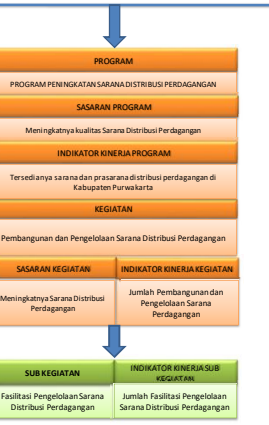 PROGRAM
PROGRAM PENINGKATAN SARANA DISTRIBUSI PERDAGANGAN
SASARAN PROGRAM
Meningkatnya kualitas Sarana Distribusi Perdagangan
INDIKATOR KINERJA PROGRAM
Tersedianya sarana dan prasarana distribusi perdagangan di
Kabupaten Purwakarta
KEGIATAN
Pembangunan dan Pengelolaan Sarana Distribusi Perdagangan
SASARAN KEGIATAN
Meningkatnya Sarana Distribusi
Perdagangan
INDIKATOR KINERJA KEGIATAN
Jumlah Pembangunan dan
Pengelolaan Sarana
Perdagangan
SUB KEGIATAN
Fasilitasi Pengelolaan Sarana
Distribusi Perdagangan
INDIKATOR KINERJA SUB
KEGIATAN
Jumlah Fasilitasi Pengelolaan
Sarana Distribusi Perdagangan